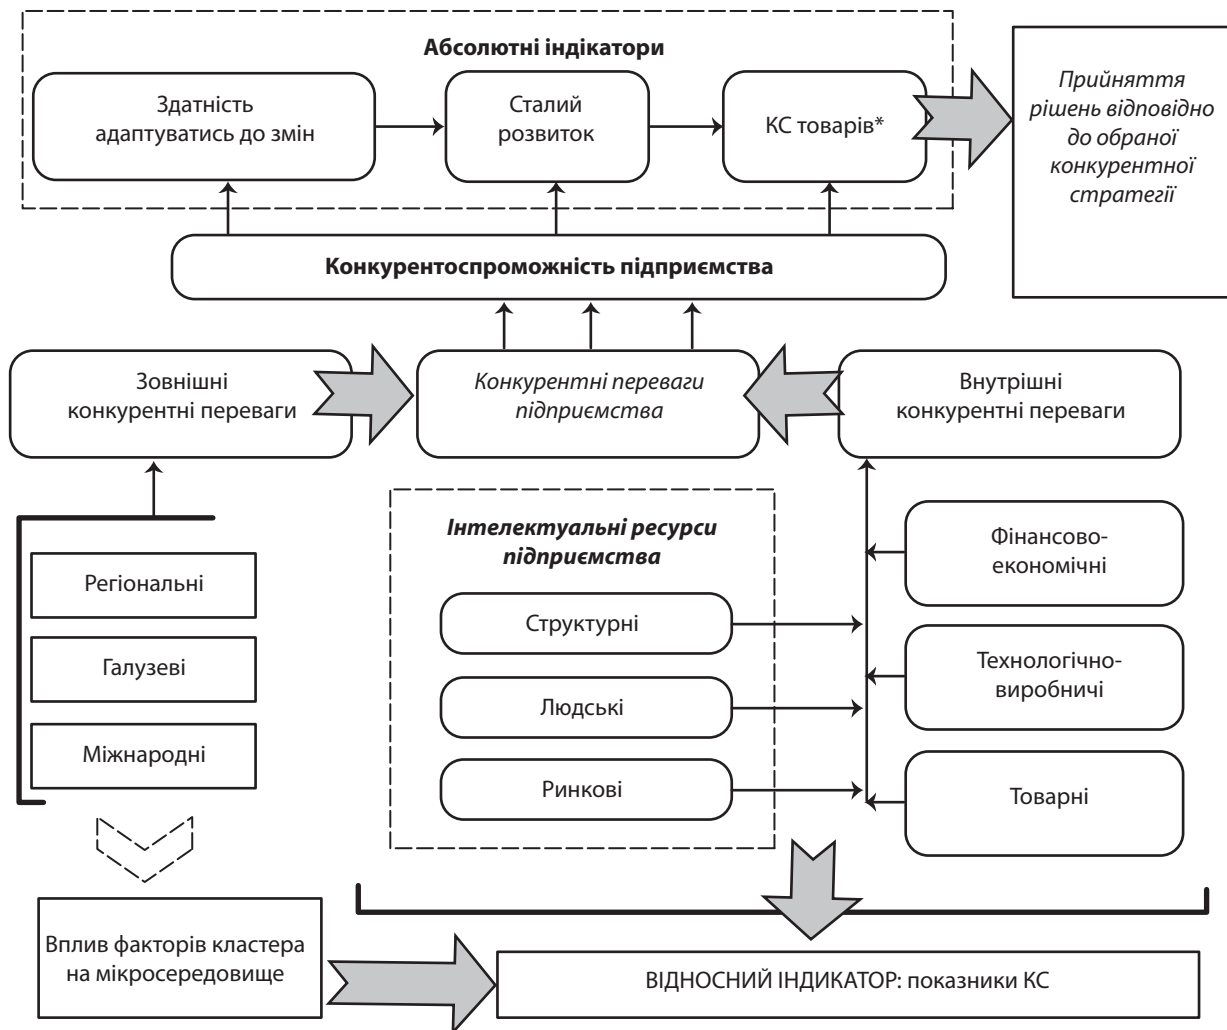 Абсолютні індікатори
Здатність
адаптуватись до змін
Сталий
розвиток
КС товарів*
Прийняття
рішень відповідно
до обраної
конкурентної
стратегії
Конкурентоспроможність підприємства
Зовнішні
конкурентні переваги
Конкурентні переваги
підприємства
Внутрішні
конкурентні переваги
Регіональні
Галузеві
Міжнародні
Інтелектуальні ресурси
підприємства
Структурні
Людські
Ринкові
Фінансово-
економічні
Технологічно-
виробничі
Товарні
Вплив факторів кластера
на мікросередовище
ВІДНОСНИЙ ІНДИКАТОР: показники КС